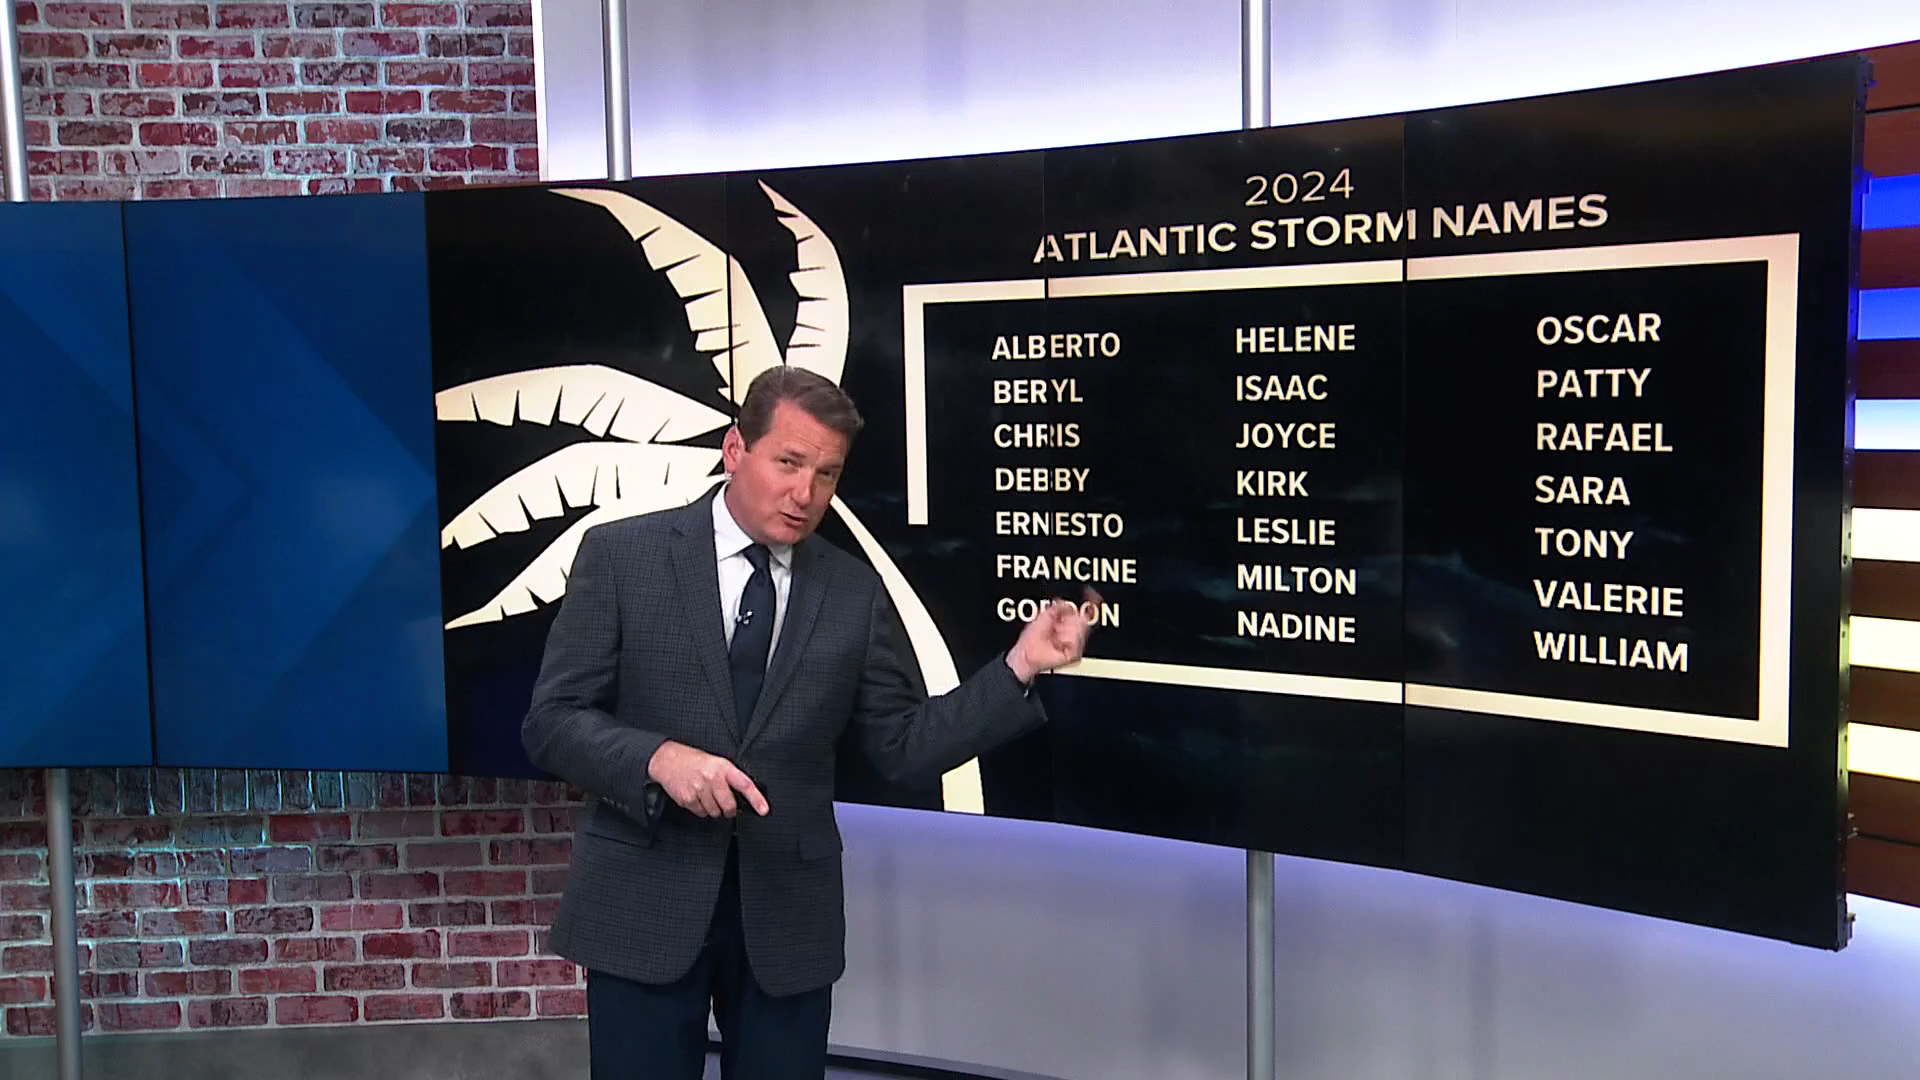 2024
ATLANTIC STORM NAMES
ALBERTO
BERYL
CHRIS
DEBBY
ERNESTO
FRANCINE
GORDON
HELENE
ISAAC
JOYCE
KIRK
LESLIE
MILTON
NADINE
OSCAR
PATTY
RAFAEL
SARA
TONY
VALERIE
WILLIAM